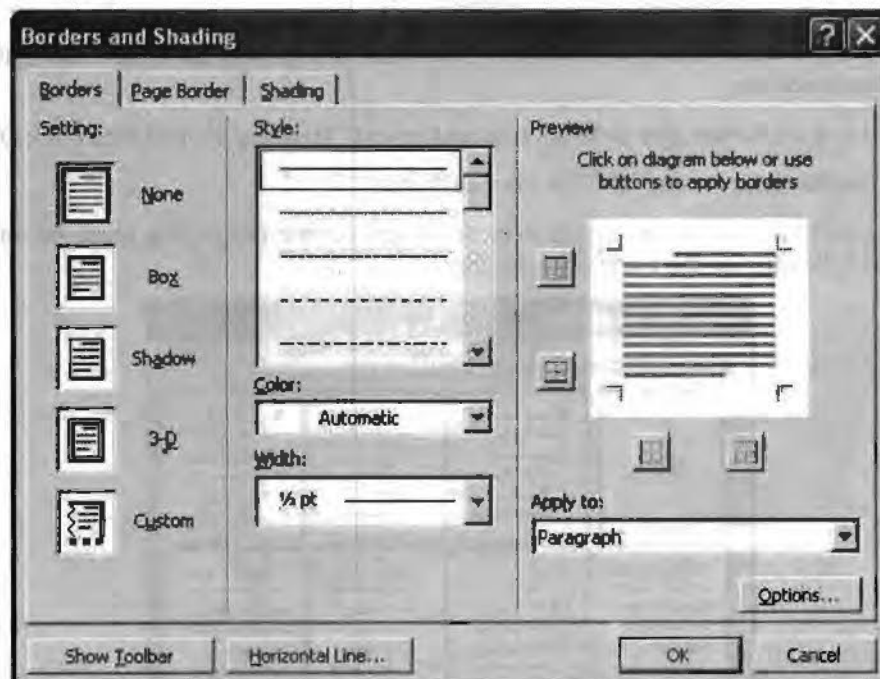 Borders and Shading
Borders
Page Border
Shading
Setting:
None
Box
Shadow
3-D
Custom
Style:
Color:
Automatic
Width:
½ pt
Preview
Click on diagram below or use
buttons to apply borders
Apply to:
Paragraph
Options...
Show Toolbar
Horizontal Line...
OK
Cancel